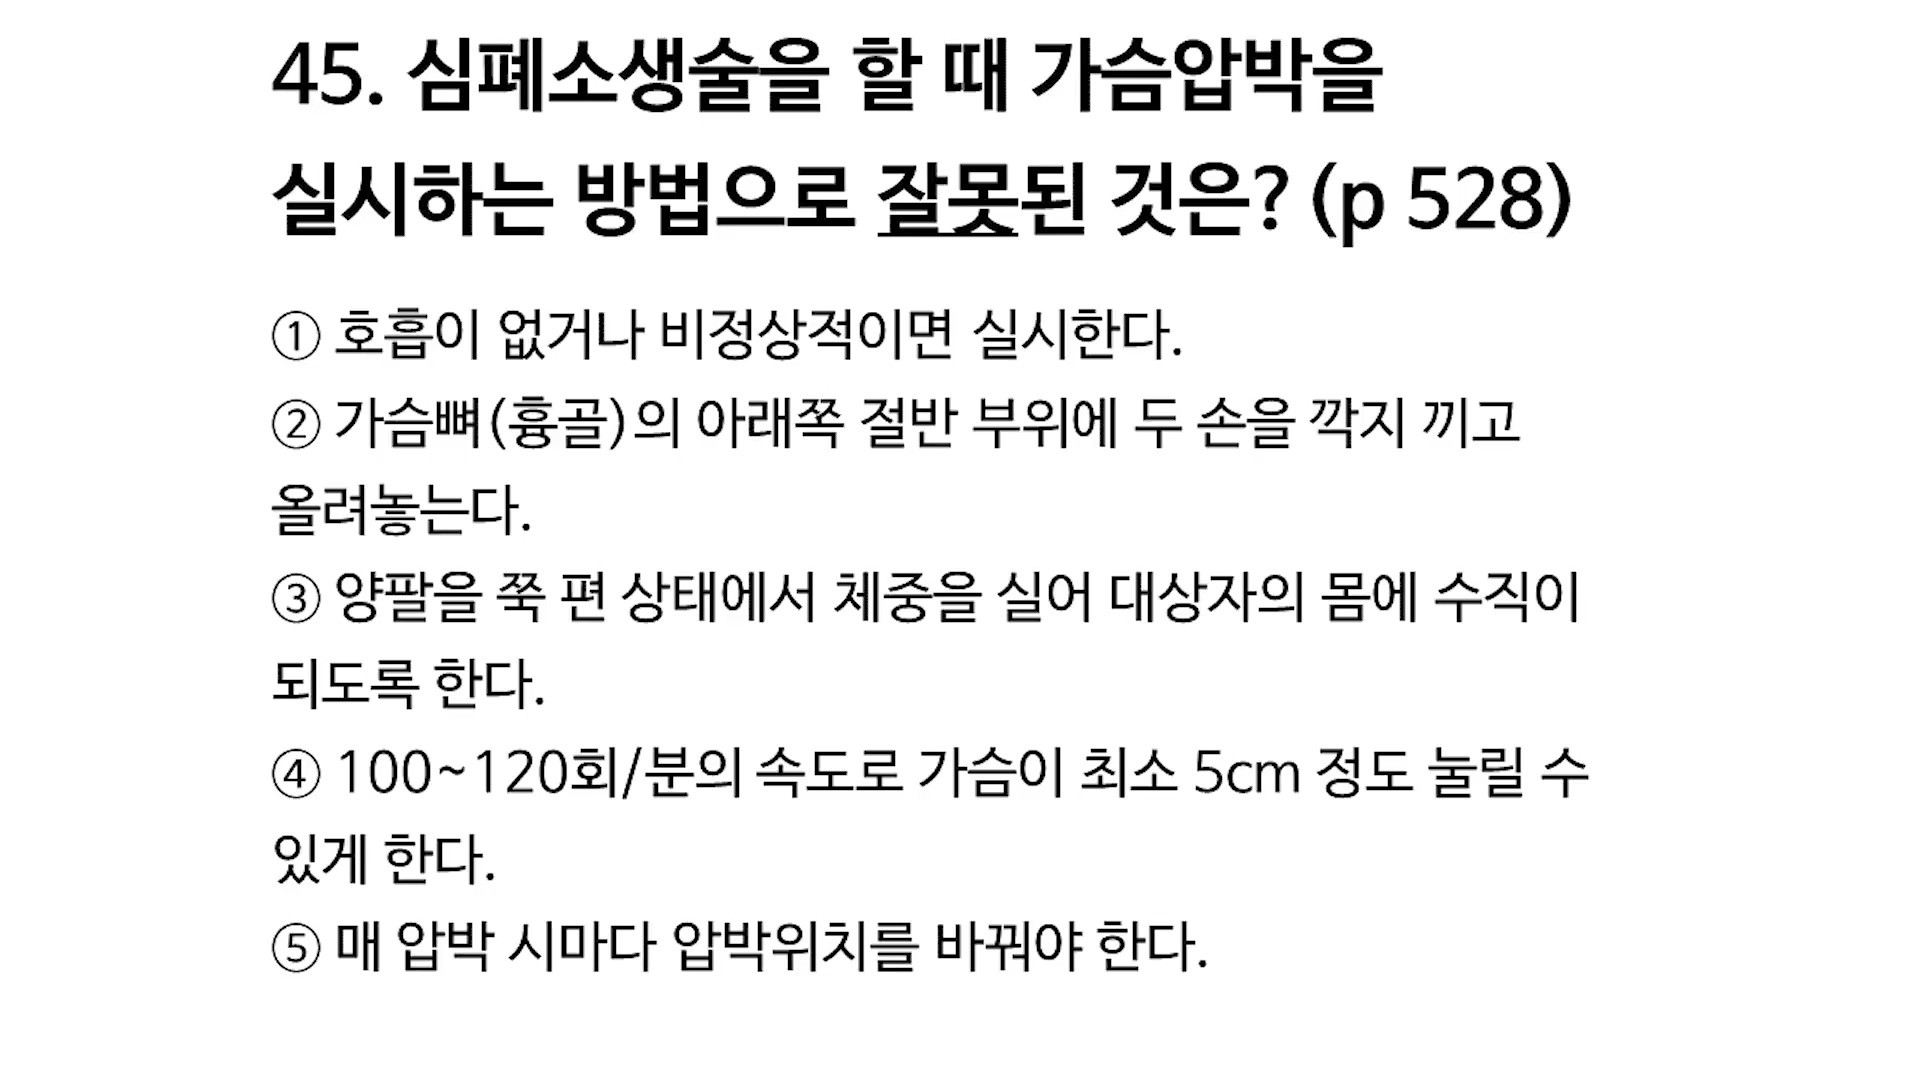 45. 심폐소생술을 할 때 가슴압박을
실시하는 방법으로 잘못된 것은? (p 528)
① 호흡이 없거나 비정상적이면 실시한다.
② 가슴뼈(흉골)의 아래쪽 절반 부위에 두 손을 깍지 끼고
올려놓는다.
③ 양팔을 쭉 편 상태에서 체중을 실어 대상자의 몸에 수직이
되도록 한다.
④ 100~120회/분의 속도로 가슴이 최소 5cm 정도 눌릴 수
있게 한다.
⑤ 매 압박 시마다 압박위치를 바꿔야 한다.